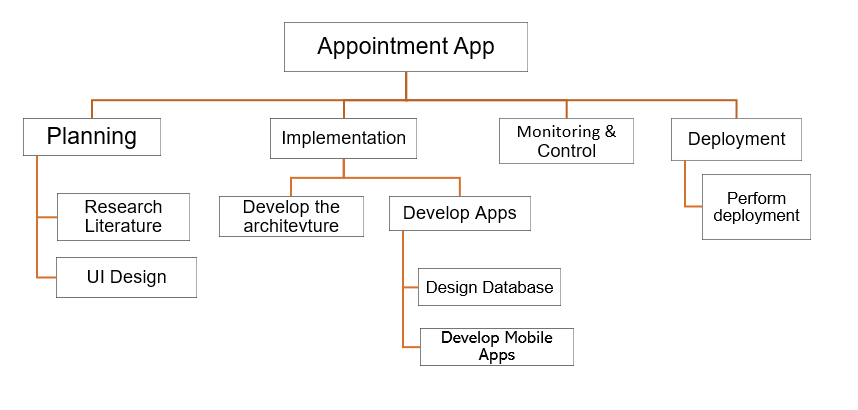 Appointment App
Planning
Implementation
Monitoring &
Control
Deployment
Research
Literature
UI Design
Develop the
architevture
Develop Apps
Design Database
Develop Mobile
Apps
Perform
deployment